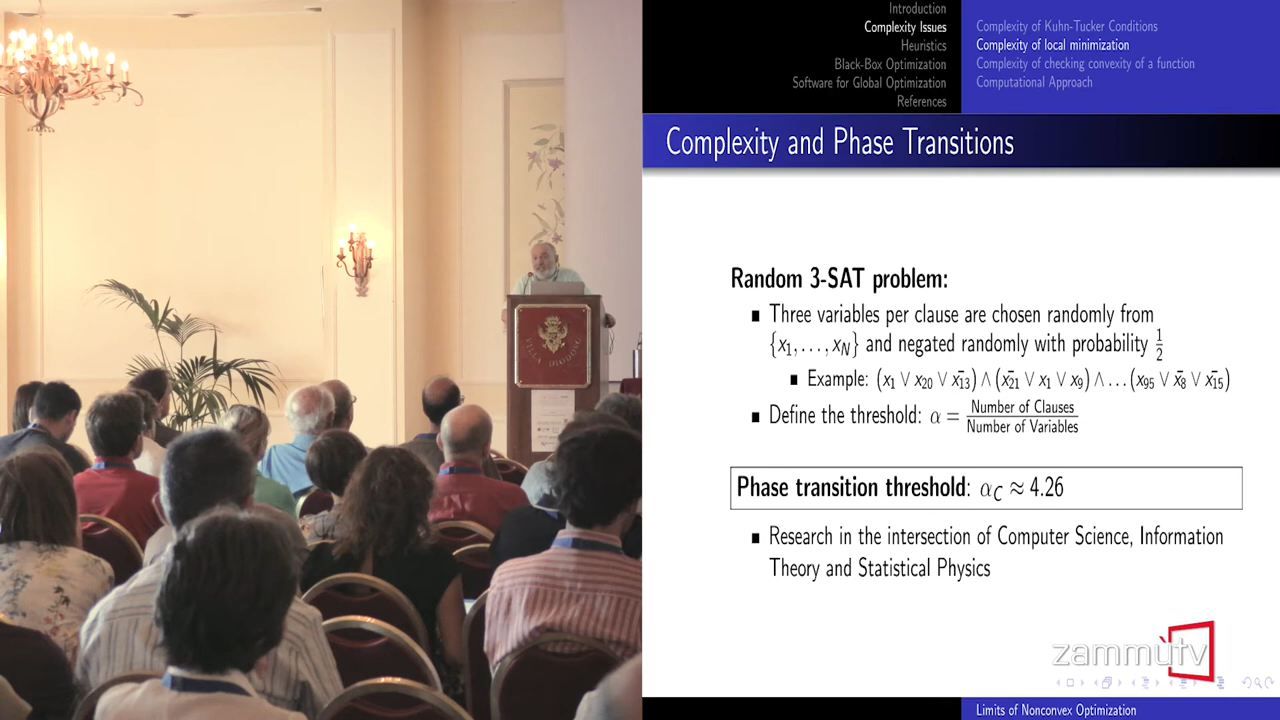 Introduction
Complexity Issues
Heuristics
Black-Box Optimization
Software for Global Optimization
References
Complexity of Kuhn-Tucker Conditions
Complexity of local minimization
Complexity of checking convexity of a function
Computational Approach
Complexity and Phase Transitions
Random 3-SAT problem:
Three variables per clause are chosen randomly from
{x₁, . . . , x_N} and negated randomly with probability 1/2
Example: (x₁ ∨ x₂₀ ∨ x̄₁₃) ∧ (x̄₂₁ ∨ x₁ ∨ x₉) ∧ . . . (x₉₅ ∨ x̄₈ ∨ x̄₁₅)
Define the threshold: α = Number of Clauses / Number of Variables
Phase transition threshold: α_C ≈ 4.26
Research in the intersection of Computer Science, Information
Theory and Statistical Physics
zammùtv
Limits of Nonconvex Optimization
VILLA DIODORO